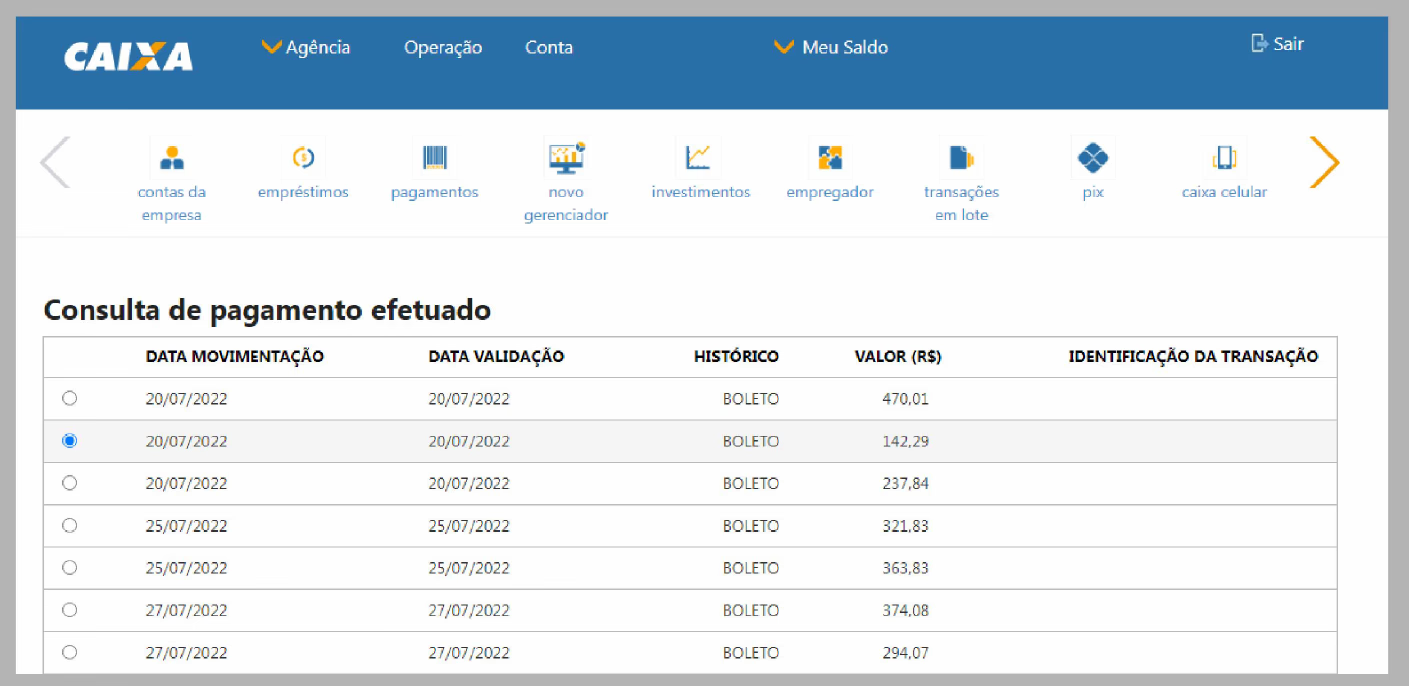 CAIXA Agência Operação Conta Meu Saldo Sair
contas da empresa
empréstimos
pagamentos
novo gerenciador
investimentos
empregador
transações em lote
pix
caixa celular
Consulta de pagamento efetuado
DATA MOVIMENTAÇÃO DATA VALIDAÇÃO HISTÓRICO VALOR (R$) IDENTIFICAÇÃO DA TRANSAÇÃO
20/07/2022 20/07/2022 BOLETO 470,01
20/07/2022 20/07/2022 BOLETO 142,29
20/07/2022 20/07/2022 BOLETO 237,84
25/07/2022 25/07/2022 BOLETO 321,83
25/07/2022 25/07/2022 BOLETO 363,83
27/07/2022 27/07/2022 BOLETO 374,08
27/07/2022 27/07/2022 BOLETO 294,07